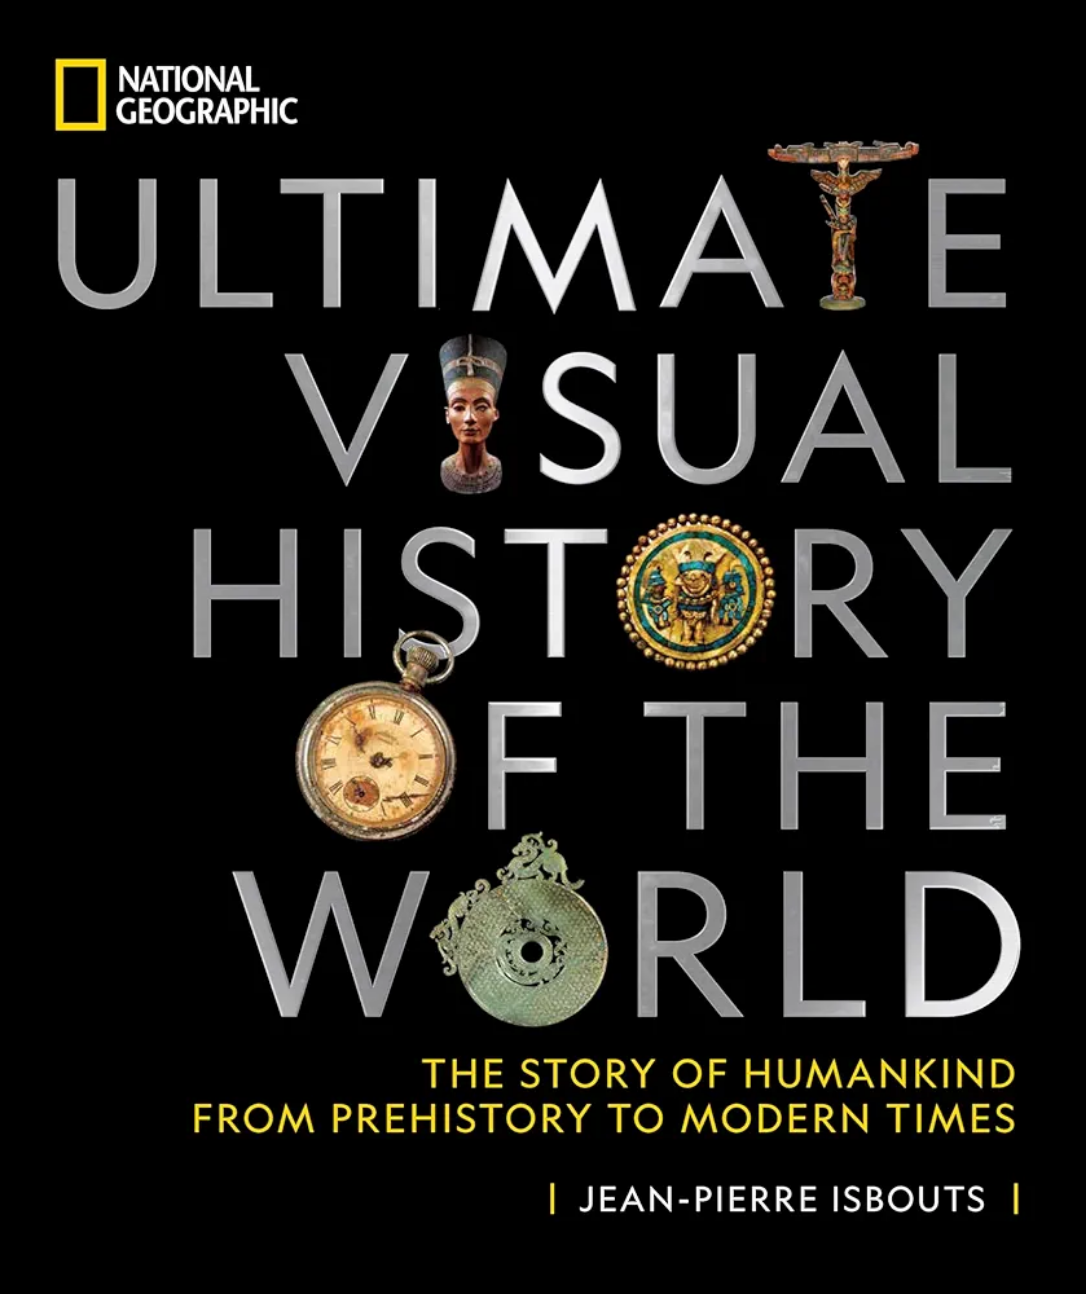 NATIONAL
GEOGRAPHIC
ULTIMATE
VISUAL
HISTORY
OF THE
WORLD
THE STORY OF HUMANKIND
FROM PREHISTORY TO MODERN TIMES
| JEAN-PIERRE ISBOUTS |